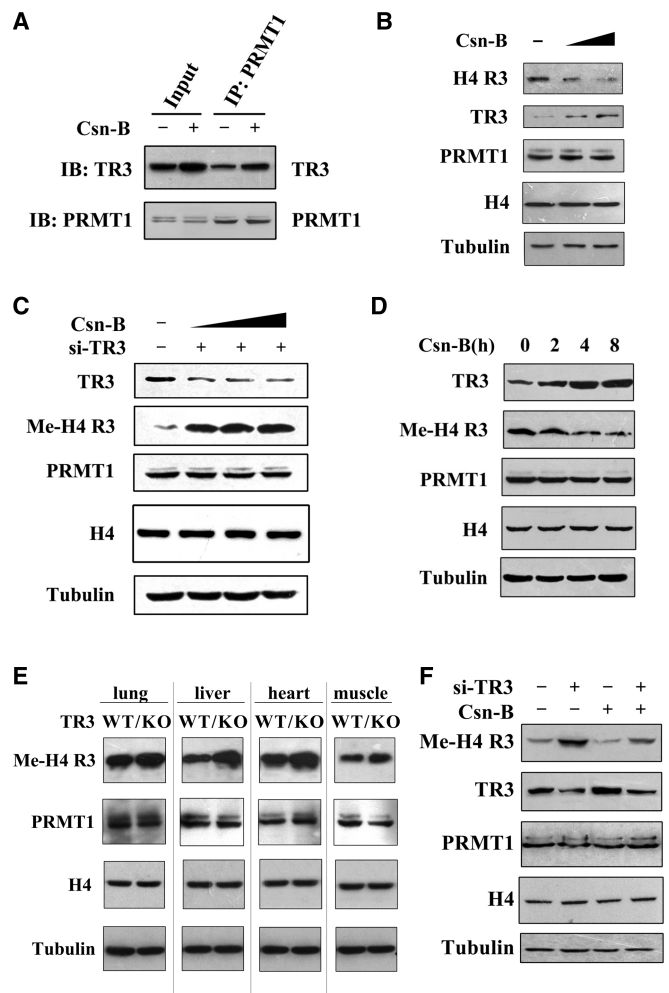 A
Input
IP: PRMT1
Csn-B
− + − +
IB: TR3
TR3
IB: PRMT1
PRMT1
B
Csn-B
−
H4 R3
TR3
PRMT1
H4
Tubulin
C
Csn-B
−
si-TR3
− + + +
TR3
Me-H4 R3
PRMT1
H4
Tubulin
D
Csn-B(h) 0 2 4 8
TR3
Me-H4 R3
PRMT1
H4
Tubulin
E
lung liver heart muscle
TR3 WT/KO WT/KO WT/KO WT/KO
Me-H4 R3
PRMT1
H4
Tubulin
F
si-TR3 − + − +
Csn-B − − + +
Me-H4 R3
TR3
PRMT1
H4
Tubulin